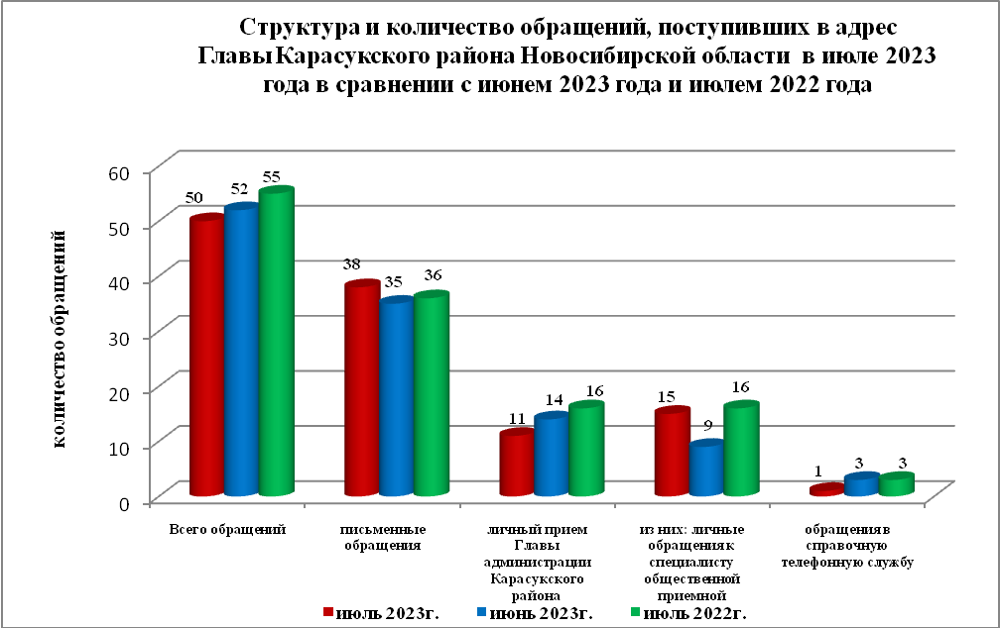 Структура и количество обращений, поступивших в адрес
Главы Карасукского района Новосибирской области в июле 2023
года в сравнении с июнем 2023 года и июлем 2022 года
количество обращений
60
50
40
30
20
10
0
50
52
55
38
35
36
11
14
16
15
9
16
1
3
3
Всего обращений
письменные
обращения
личный прием
Главы
администрации
Карасукского
района
из них: личные
обращения к
специалисту
общественной
приемной
обращения в
справочную
телефонную службу
июль 2023г.
июнь 2023г.
июль 2022г.